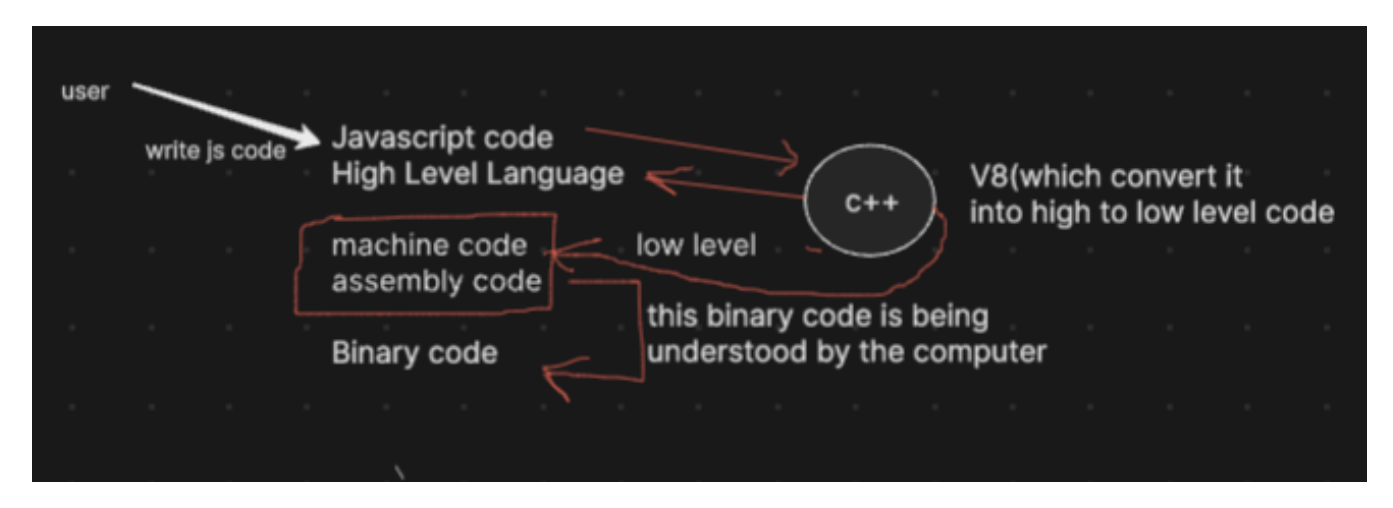 user
write js code
Javascript code
High Level Language
c++
V8(which convert it
into high to low level code
machine code
assembly code
low level
this binary code is being
understood by the computer
Binary code